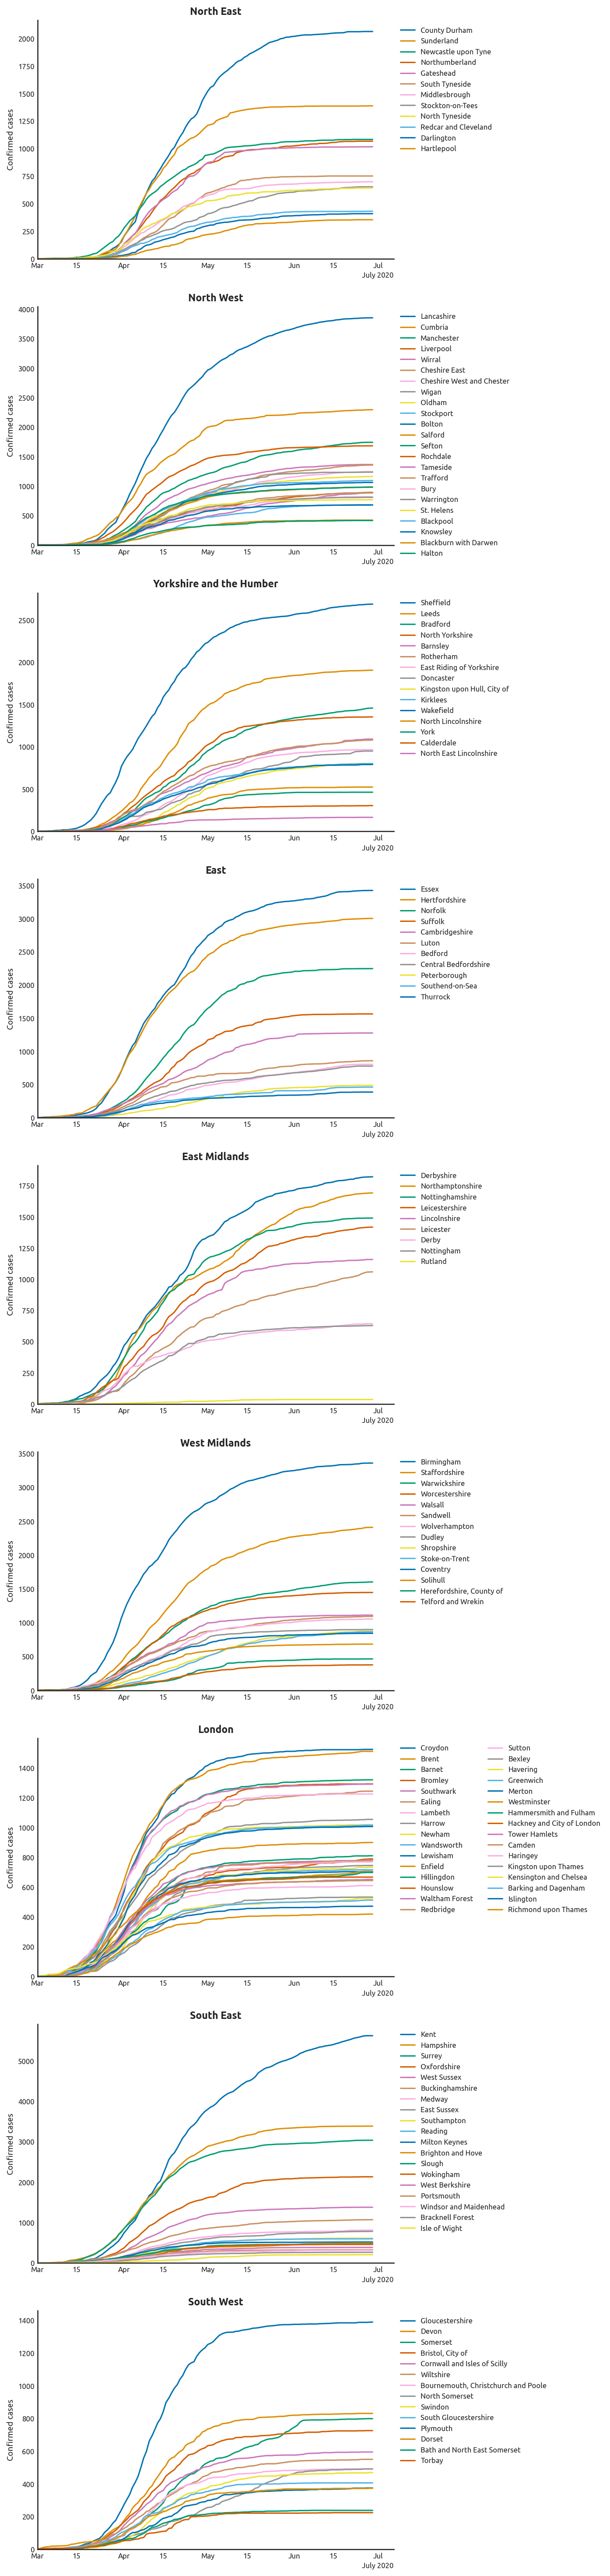 North East
2000
1750
1500
1250
1000
750
500
250
0
Confirmed cases
Mar 15 Apr 15 May 15 Jun 15 Jul
July 2020
County Durham
Sunderland
Newcastle upon Tyne
Northumberland
Gateshead
South Tyneside
Middlesbrough
Stockton-on-Tees
North Tyneside
Redcar and Cleveland
Darlington
Hartlepool
North West
4000
3500
3000
2500
2000
1500
1000
500
0
Confirmed cases
Mar 15 Apr 15 May 15 Jun 15 Jul
July 2020
Lancashire
Cumbria
Manchester
Liverpool
Wirral
Cheshire East
Cheshire West and Chester
Wigan
Oldham
Stockport
Bolton
Salford
Sefton
Rochdale
Tameside
Trafford
Bury
Warrington
St. Helens
Blackpool
Knowsley
Blackburn with Darwen
Halton
Yorkshire and the Humber
2500
2000
1500
1000
500
0
Confirmed cases
Mar 15 Apr 15 May 15 Jun 15 Jul
July 2020
Sheffield
Leeds
Bradford
North Yorkshire
Barnsley
Rotherham
East Riding of Yorkshire
Doncaster
Kingston upon Hull, City of
Kirklees
Wakefield
North Lincolnshire
York
Calderdale
North East Lincolnshire
East
3500
3000
2500
2000
1500
1000
500
0
Confirmed cases
Mar 15 Apr 15 May 15 Jun 15 Jul
July 2020
Essex
Hertfordshire
Norfolk
Suffolk
Cambridgeshire
Luton
Bedford
Central Bedfordshire
Peterborough
Southend-on-Sea
Thurrock
East Midlands
1750
1500
1250
1000
750
500
250
0
Confirmed cases
Mar 15 Apr 15 May 15 Jun 15 Jul
July 2020
Derbyshire
Northamptonshire
Nottinghamshire
Leicestershire
Lincolnshire
Leicester
Derby
Nottingham
Rutland
West Midlands
3500
3000
2500
2000
1500
1000
500
0
Confirmed cases
Mar 15 Apr 15 May 15 Jun 15 Jul
July 2020
Birmingham
Staffordshire
Warwickshire
Worcestershire
Walsall
Sandwell
Wolverhampton
Dudley
Shropshire
Stoke-on-Trent
Coventry
Solihull
Herefordshire, County of
Telford and Wrekin
London
1400
1200
1000
800
600
400
200
0
Confirmed cases
Mar 15 Apr 15 May 15 Jun 15 Jul
July 2020
Croydon
Brent
Barnet
Bromley
Southwark
Ealing
Lambeth
Harrow
Newham
Wandsworth
Lewisham
Enfield
Hillingdon
Hounslow
Waltham Forest
Redbridge
Sutton
Bexley
Havering
Greenwich
Merton
Westminster
Hammersmith and Fulham
Hackney and City of London
Tower Hamlets
Camden
Haringey
Kingston upon Thames
Kensington and Chelsea
Barking and Dagenham
Islington
Richmond upon Thames
South East
5000
4000
3000
2000
1000
0
Confirmed cases
Mar 15 Apr 15 May 15 Jun 15 Jul
July 2020
Kent
Hampshire
Surrey
Oxfordshire
West Sussex
Buckinghamshire
Medway
East Sussex
Southampton
Reading
Milton Keynes
Brighton and Hove
Slough
Wokingham
West Berkshire
Portsmouth
Windsor and Maidenhead
Bracknell Forest
Isle of Wight
South West
1400
1200
1000
800
600
400
200
0
Confirmed cases
Mar 15 Apr 15 May 15 Jun 15 Jul
July 2020
Gloucestershire
Devon
Somerset
Bristol, City of
Cornwall and Isles of Scilly
Wiltshire
Bournemouth, Christchurch and Poole
North Somerset
Swindon
South Gloucestershire
Plymouth
Dorset
Bath and North East Somerset
Torbay